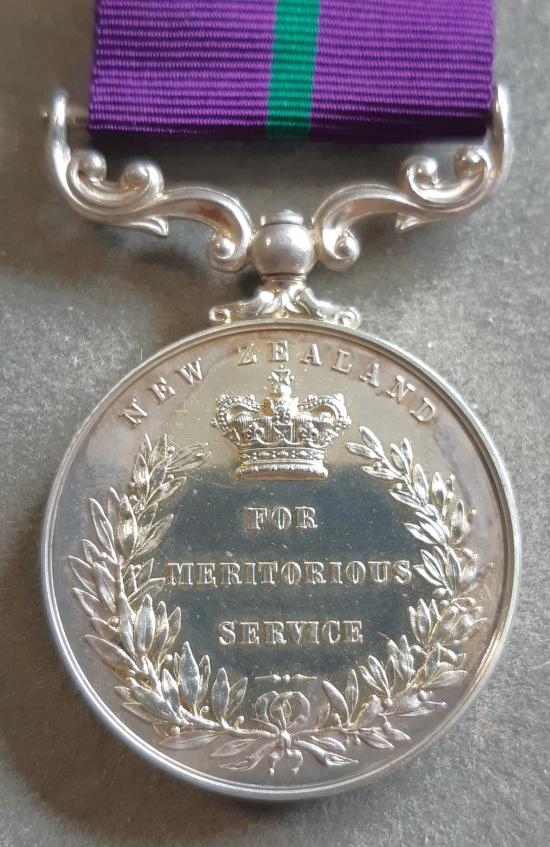 NEW ZEALAND
FOR
MERITORIOUS
SERVICE